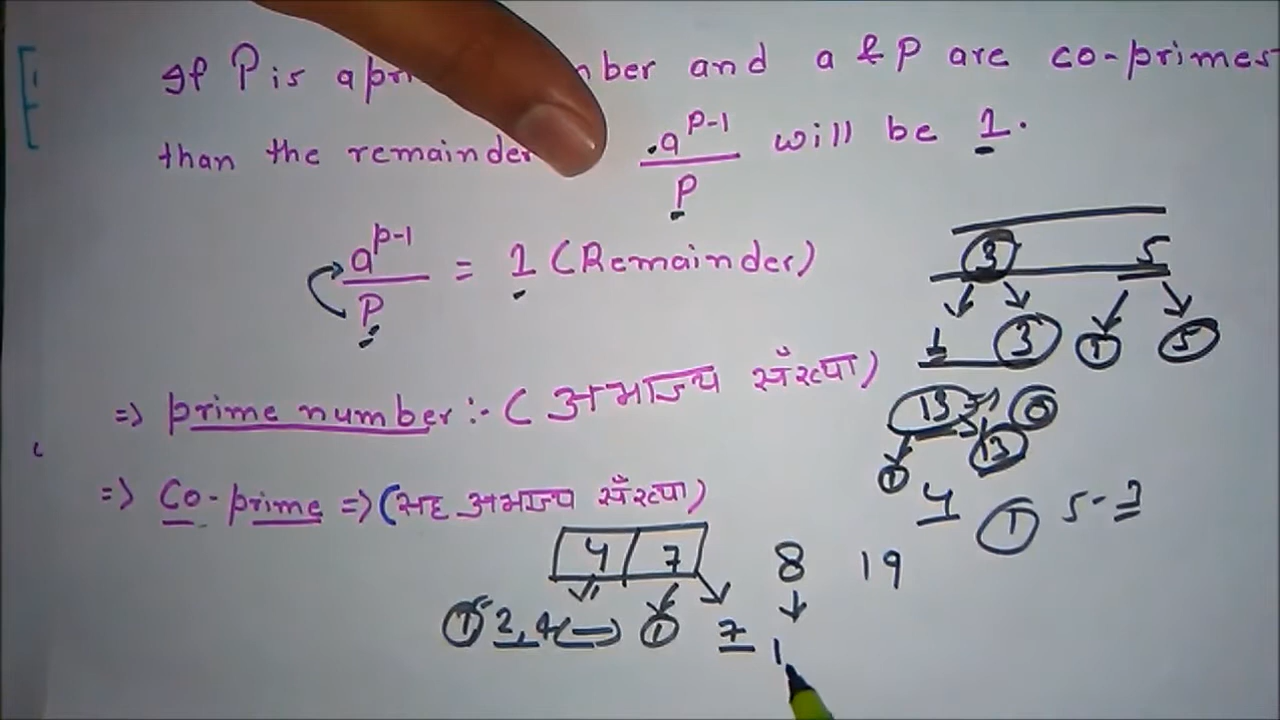 If P is a nber and a & P are co-primes
than the remainder a^{P-1}/P will be 1.
a^{p-1}/P = 1 (Remainder)
3 5
1 3 1 5
=> prime number :- ( अभाज्य सँख्या)
13
1 13
=> Co-prime => (सह अभाज्य सँख्या)
4 1 5-3
4 7 8 19
1 2, 4 1 7 1